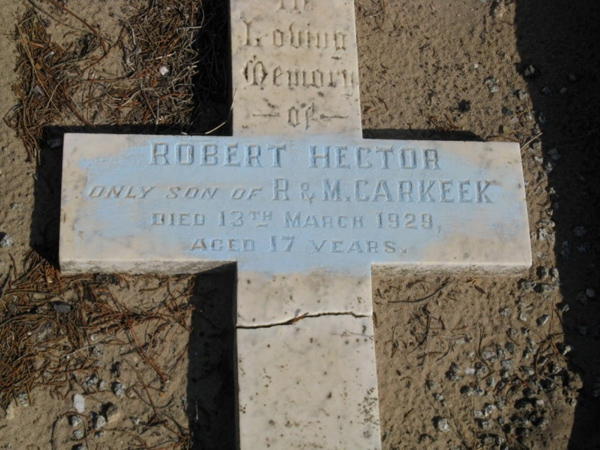 In
Loving
Memory
of
ROBERT HECTOR
ONLY SON OF R & M. CARKEEK
DIED 13TH MARCH 1929,
AGED 17 YEARS.